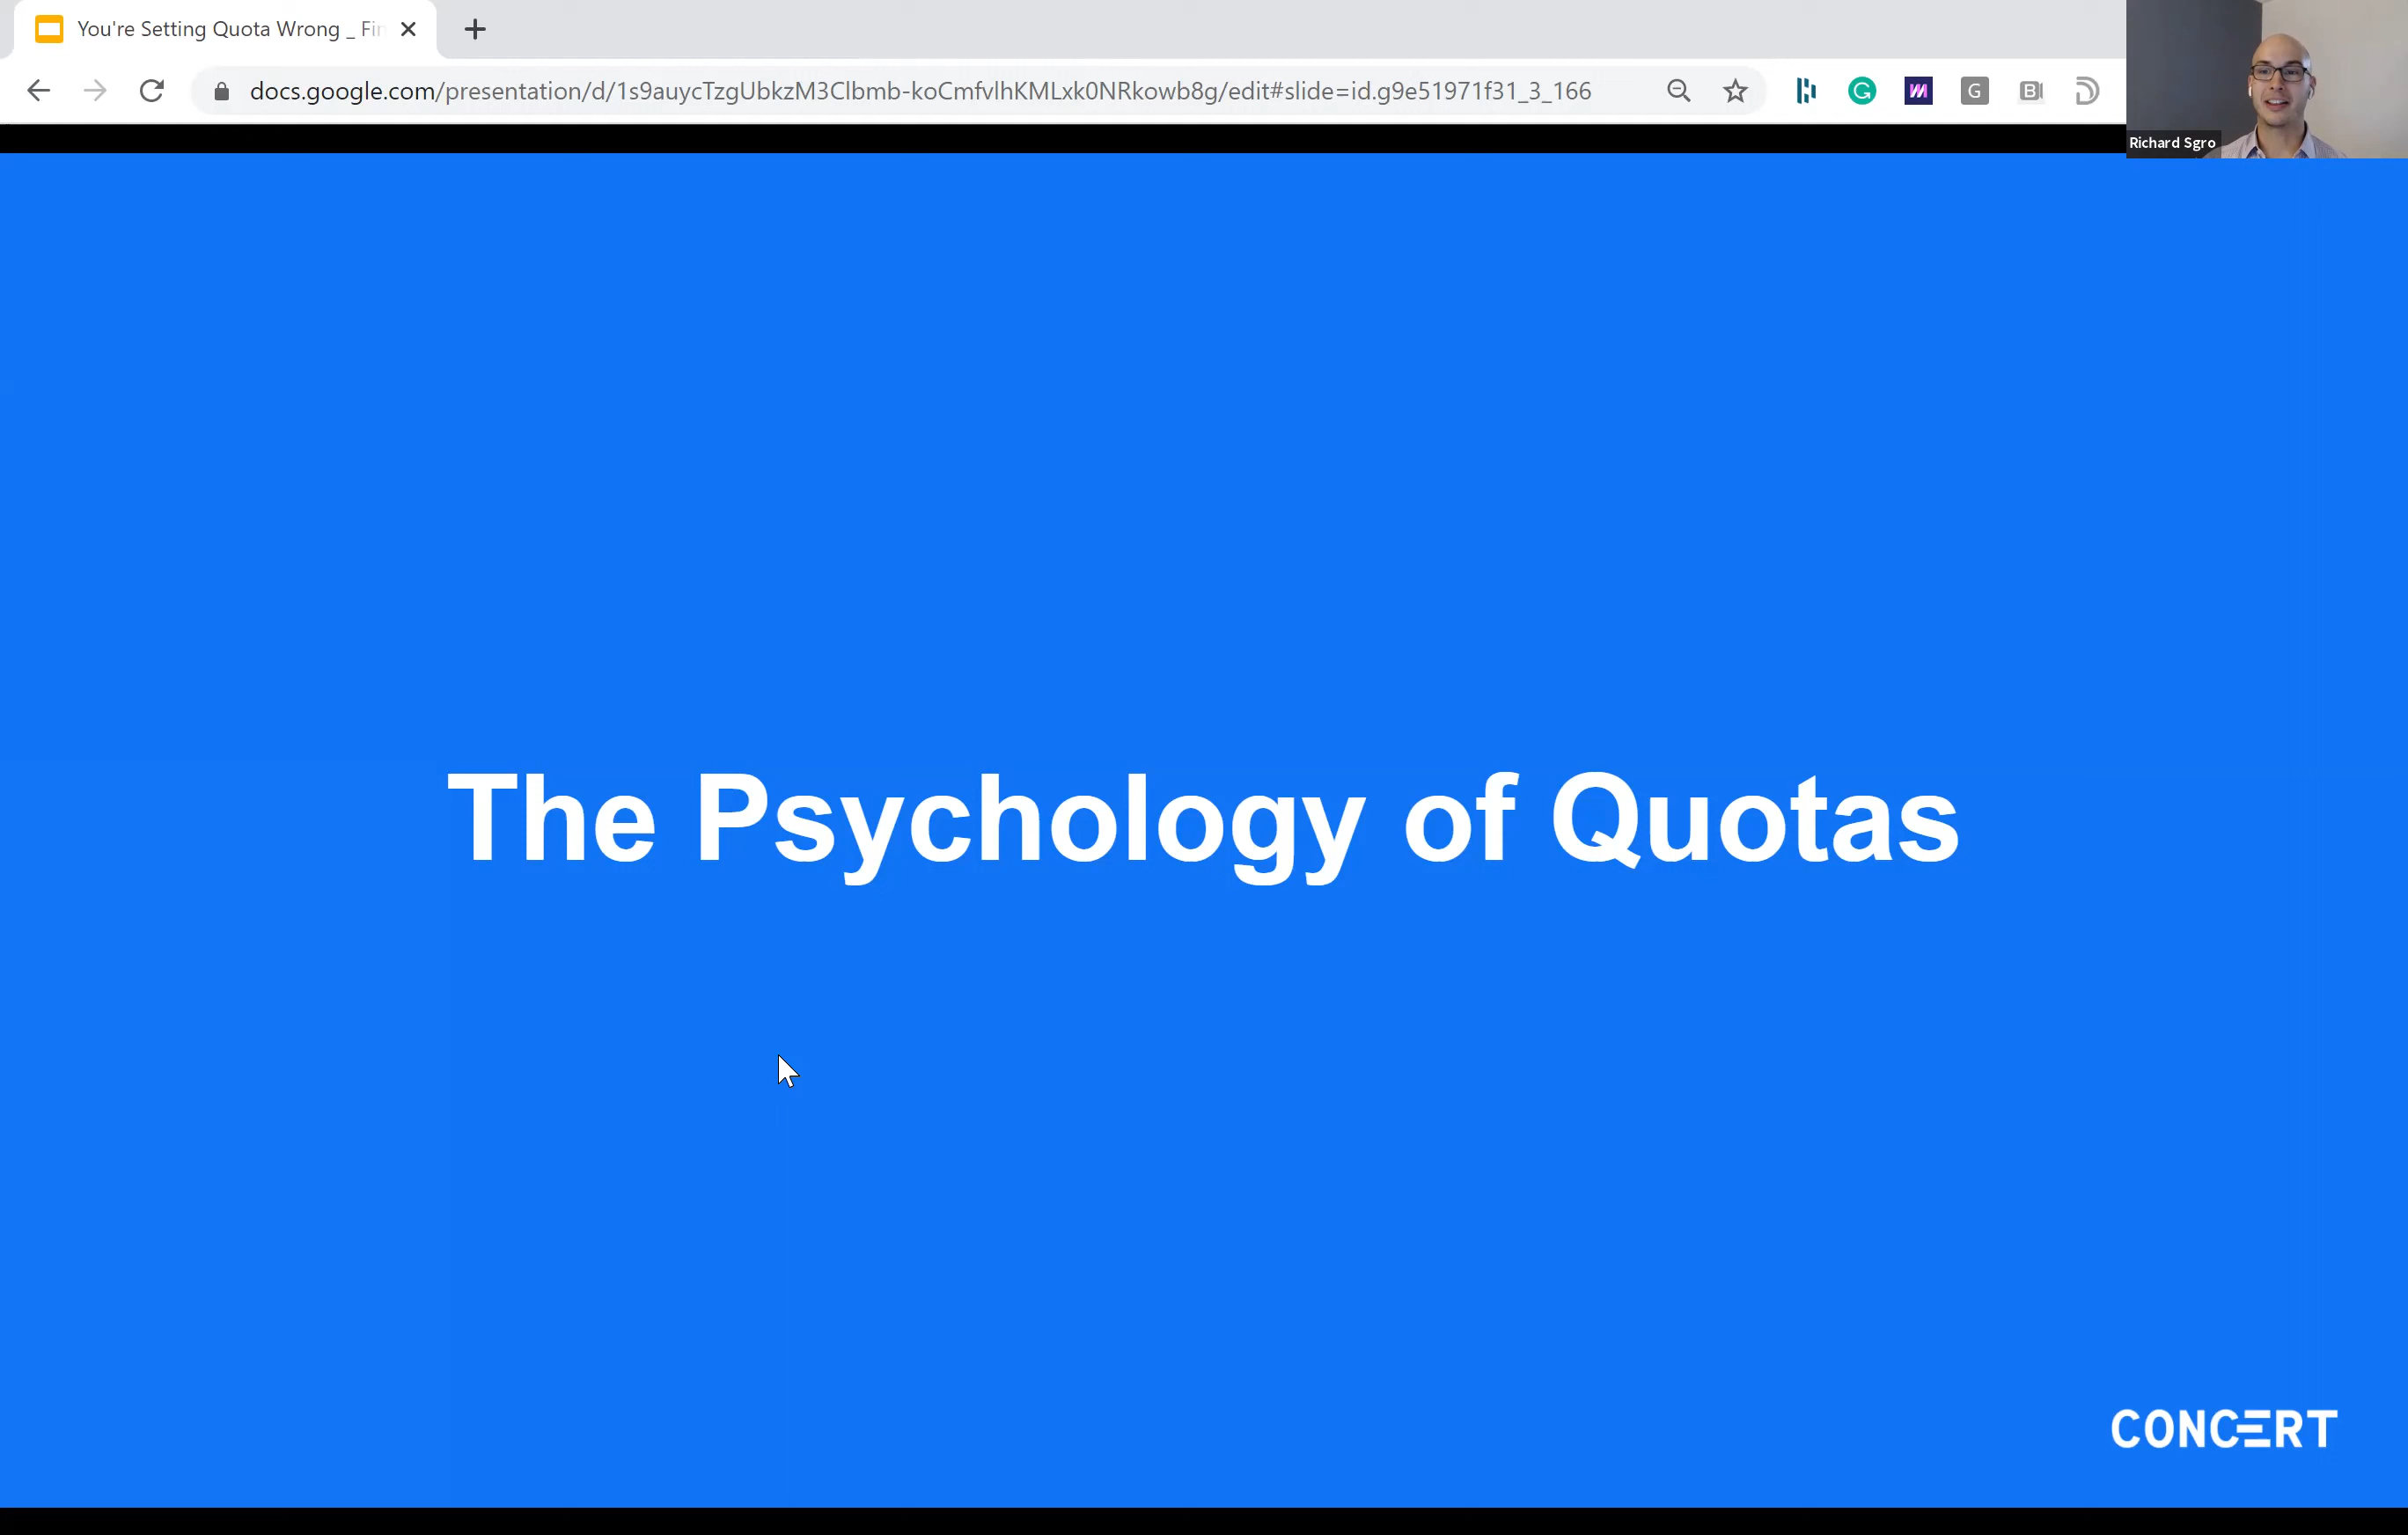 You're Setting Quota Wrong _ Fin
docs.google.com/presentation/d/1s9auycTzgUbkzM3Clbmb-koCmfvlhKMLxk0NRkowb8g/edit#slide=id.g9e51971f31_3_166
Richard Sgro
The Psychology of Quotas
CONCERT